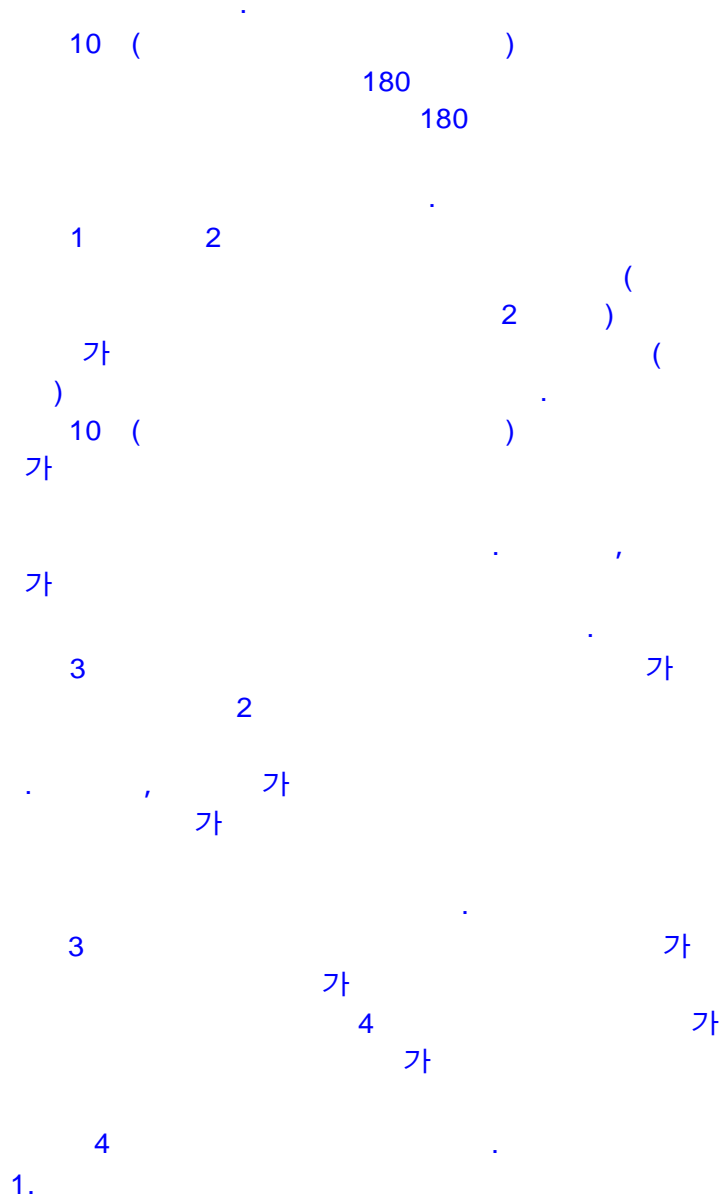 .
10 ( )
180
180
.
1 2
(
2 )
가 (
) .
10 ( )
가
. ,
가
.
3 가
2
. , 가
가
.
3 가
가
4 가
가
4 .
1.